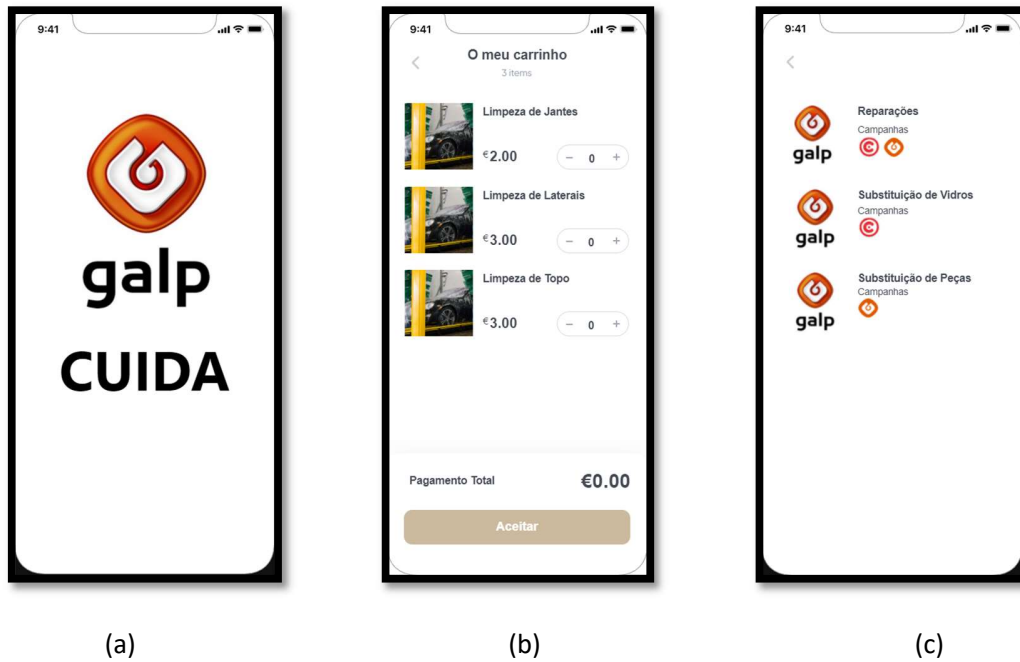 9:41
galp
CUIDA
(a)
9:41
O meu carrinho
3 items
Limpeza de Jantes
€2.00
− 0 +
Limpeza de Laterais
€3.00
− 0 +
Limpeza de Topo
€3.00
− 0 +
Pagamento Total €0.00
Aceitar
(b)
9:41
galp
Reparações
Campanhas
galp
Substituição de Vidros
Campanhas
galp
Substituição de Peças
Campanhas
(c)